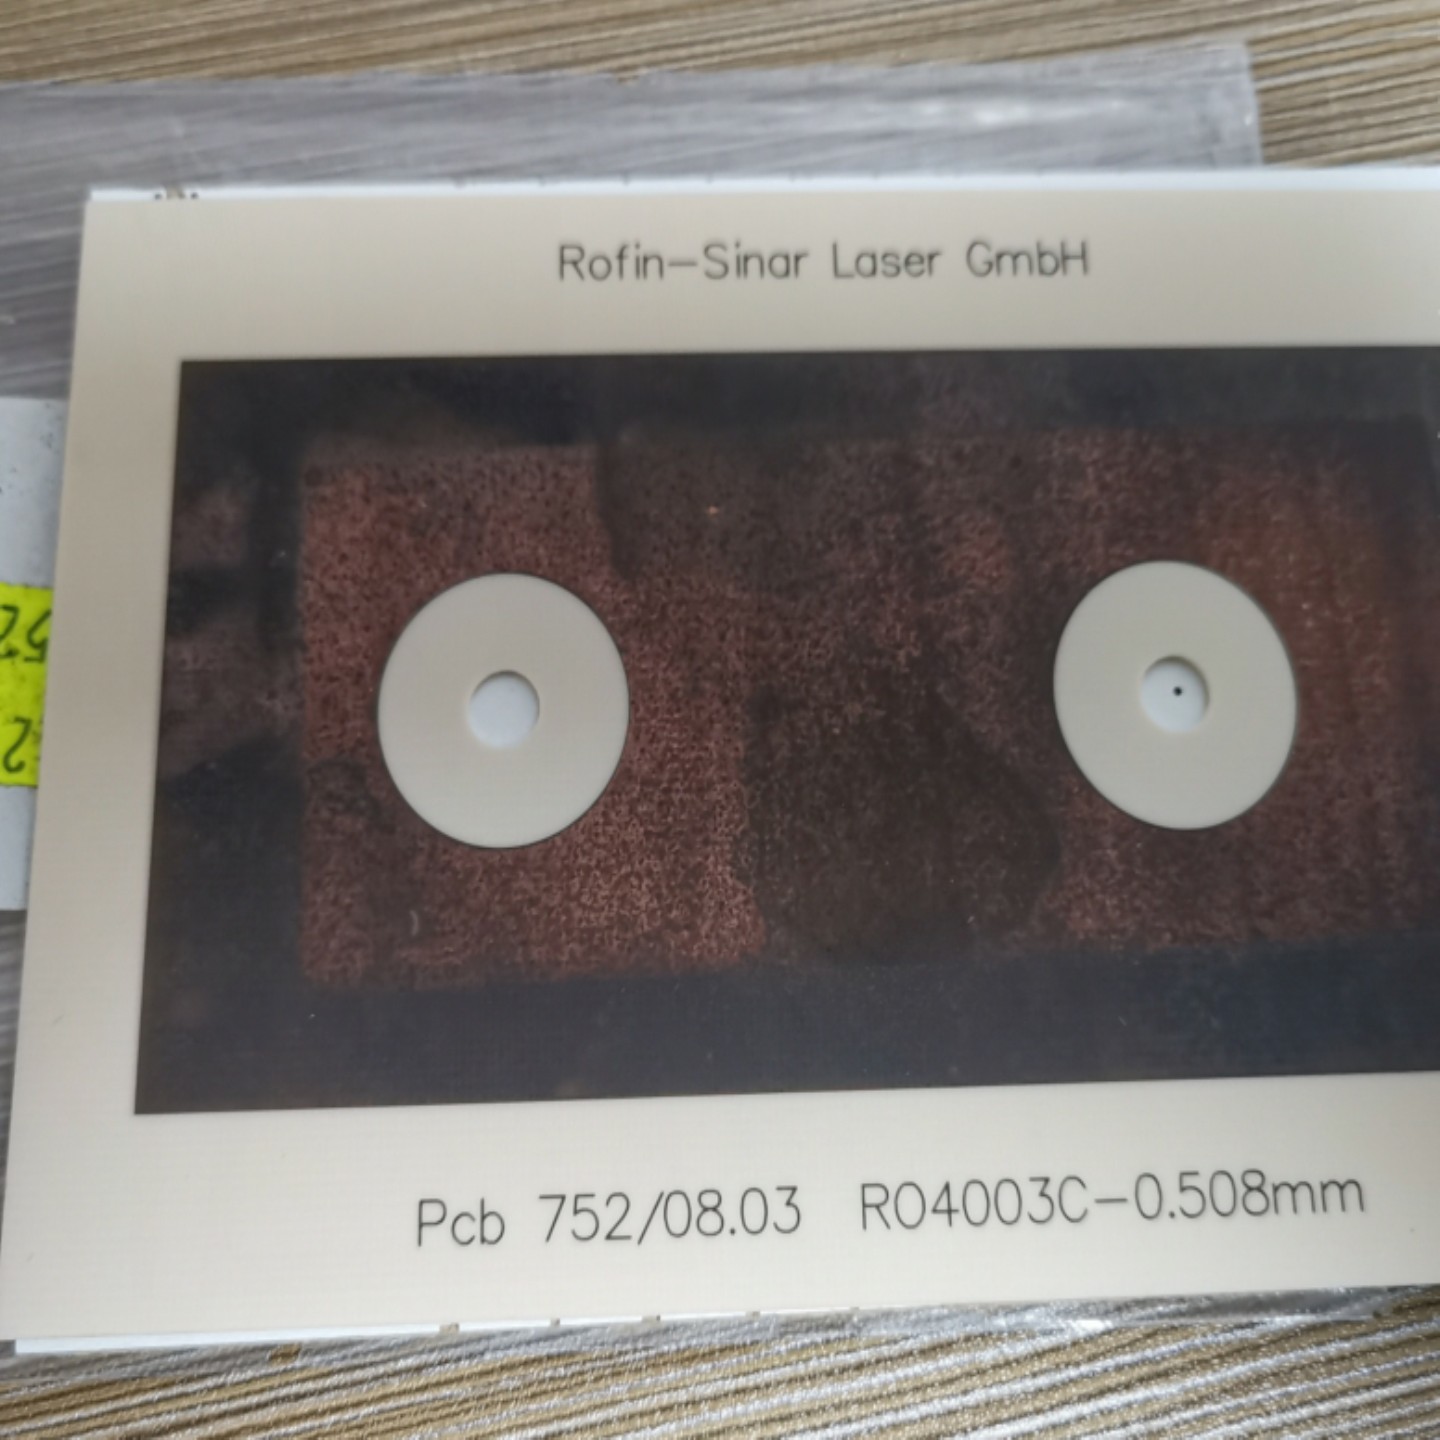 Rofin-Sinar Laser GmbH
Pcb 752/08.03 RO4003C-0.508mm